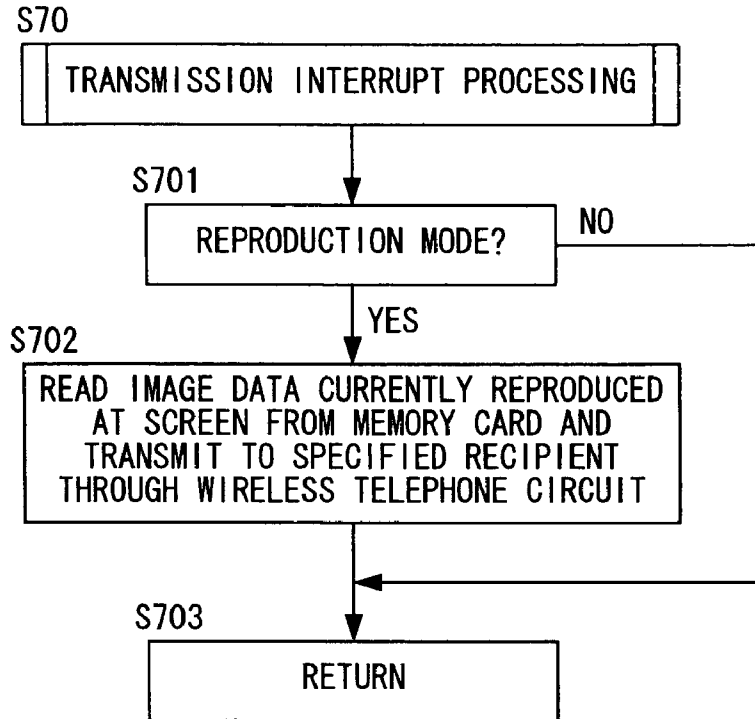 S70
TRANSMISSION INTERRUPT PROCESSING
S701
REPRODUCTION MODE?
NO
YES
S702
READ IMAGE DATA CURRENTLY REPRODUCED
AT SCREEN FROM MEMORY CARD AND
TRANSMIT TO SPECIFIED RECIPIENT
THROUGH WIRELESS TELEPHONE CIRCUIT
S703
RETURN